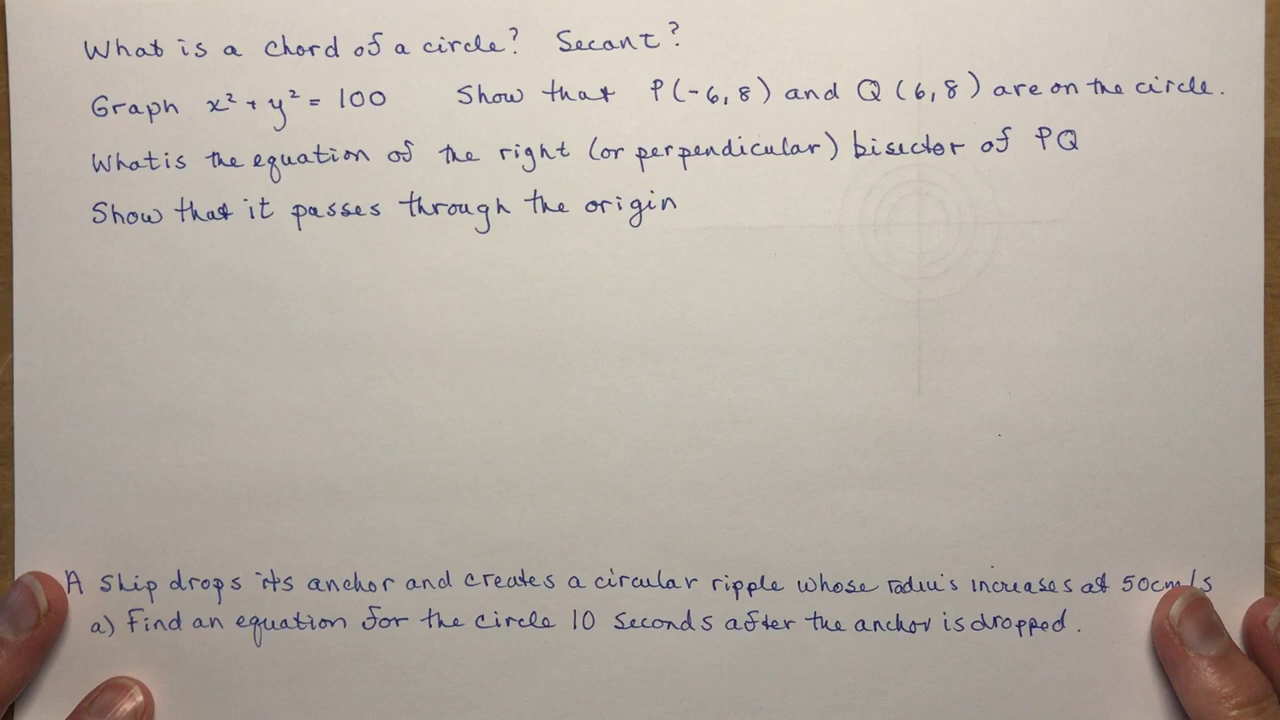 What is a chord of a circle? Secant?
Graph x² + y² = 100 Show that P(-6,8) and Q(6,8) are on the circle.
What is the equation of the right (or perpendicular) bisector of PQ
Show that it passes through the origin
A ship drops its anchor and creates a circular ripple whose radius increases at 50cm/s
a) Find an equation for the circle 10 seconds after the anchor is dropped.